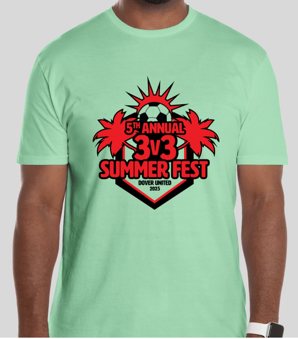 5TH ANNUAL
3V3
SUMMER FEST
DOVER UNITED
2025